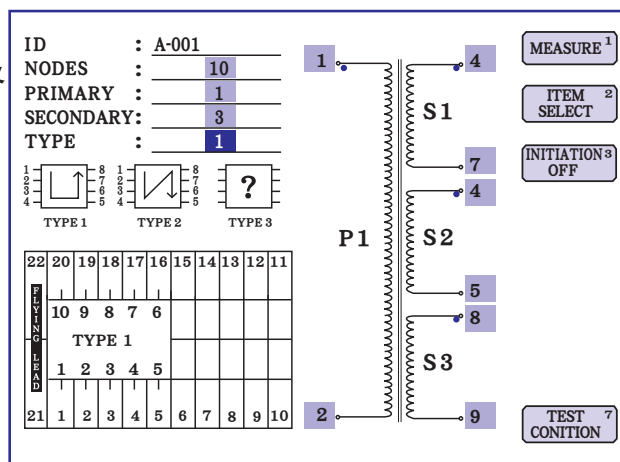 ID : A-001
NODES : 10
PRIMARY : 1
SECONDARY: 3
TYPE : 1
1 2 3 4 8 7 6 5
TYPE 1
1 2 3 4 8 7 6 5
TYPE 2
?
TYPE 3
22 20 19 18 17 16 15 14 13 12 11
FLYING LEAD
10 9 8 7 6
TYPE 1
1 2 3 4 5
21 1 2 3 4 5 6 7 8 9 10
1
P1
2
4
S1
7
4
S2
5
8
S3
9
MEASURE 1
ITEM 2
SELECT
INITIATION 3
OFF
TEST 7
CONITION